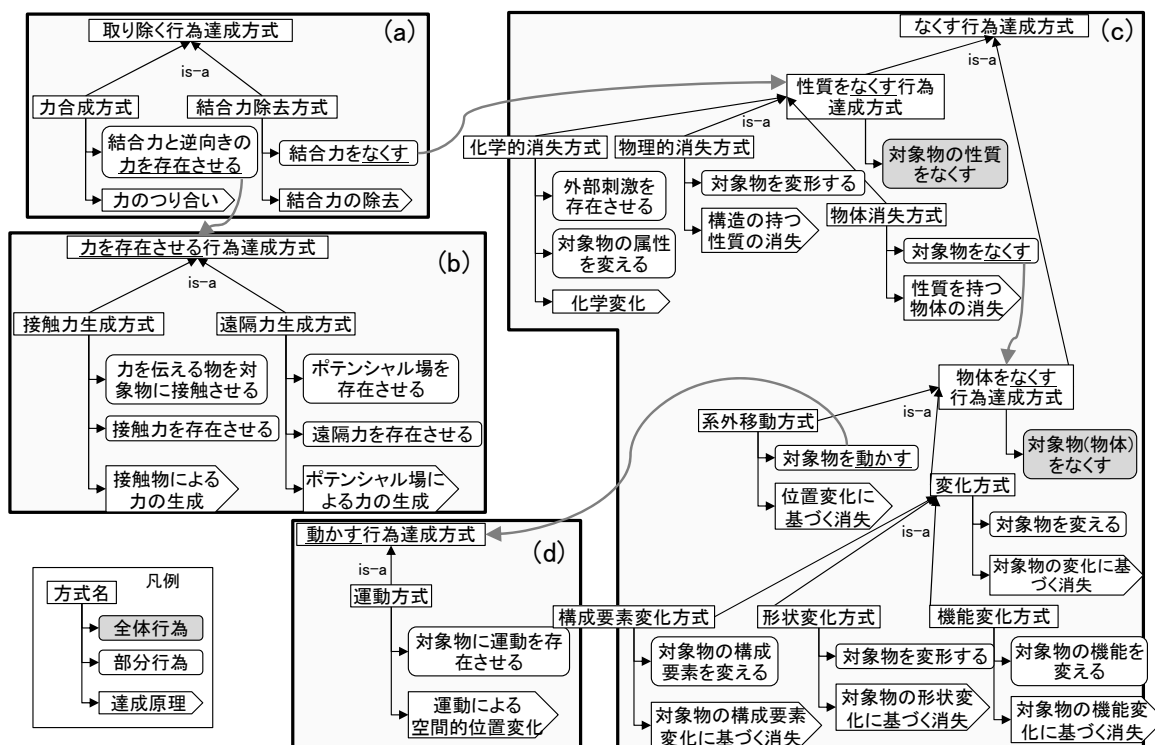 取り除く行為達成方式
(a)
is-a
力合成方式
結合力除去方式
結合力と逆向きの
力を存在させる
結合力をなくす
力のつり合い
結合力の除去
力を存在させる行為達成方式
(b)
is-a
接触力生成方式
遠隔力生成方式
力を伝える物を対
象物に接触させる
ポテンシャル場を
存在させる
接触力を存在させる
遠隔力を存在させる
接触物による
力の生成
ポテンシャル場に
よる力の生成
なくす行為達成方式
(c)
is-a
性質をなくす行為
達成方式
is-a
化学的消失方式
物理的消失方式
対象物の性質
をなくす
外部刺激を
存在させる
対象物を変形する
物体消失方式
構造の持つ
性質の消失
対象物の属性
を変える
対象物をなくす
化学変化
性質を持つ
物体の消失
物体をなくす
行為達成方式
is-a
系外移動方式
対象物(物体)
をなくす
対象物を動かす
位置変化に
基づく消失
変化方式
対象物を変える
is-a
対象物の変化に基
づく消失
構成要素変化方式
形状変化方式
機能変化方式
対象物の構成
要素を変える
対象物を変形する
対象物の機能を
変える
対象物の構成要素
変化に基づく消失
対象物の形状変
化に基づく消失
対象物の機能変
化に基づく消失
動かす行為達成方式
(d)
is-a
運動方式
対象物に運動を存
在させる
運動による
空間的位置変化
凡例
方式名
全体行為
部分行為
達成原理